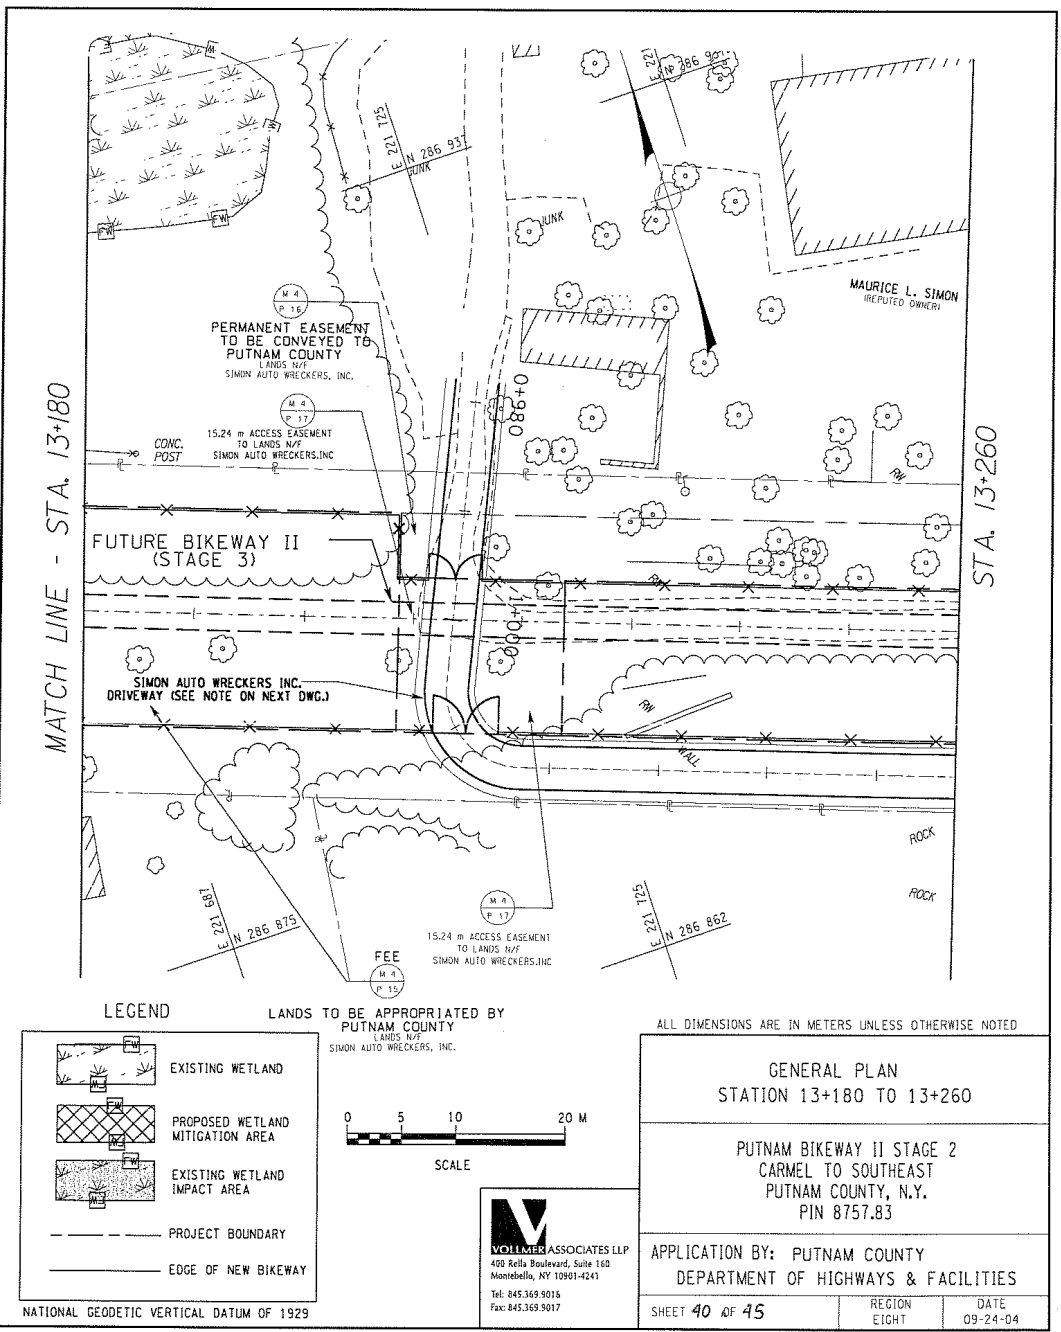 E 221
N 286 9
E 221 725
N 286 937
JUNK
JUNK
MAURICE L. SIMON
(REPUTED OWNER)
M 4
P 16
PERMANENT EASEMENT
TO BE CONVEYED TO
PUTNAM COUNTY
LANDS N/F
SIMON AUTO WRECKERS, INC.
M 4
P 17
15.24 m ACCESS EASEMENT
TO LANDS N/F
SIMON AUTO WRECKERS.INC
CONC.
POST
0+980
RW
MATCH LINE - STA. 13+180
STA. 13+260
FUTURE BIKEWAY II
(STAGE 3)
RW
1+000
SIMON AUTO WRECKERS INC.
DRIVEWAY (SEE NOTE ON NEXT DWG.)
RW
WALL
ROCK
ROCK
E 221 687
N 286 875
E 221 725
N 286 862
M 4
P 17
15.24 m ACCESS EASEMENT
TO LANDS N/F
SIMON AUTO WRECKERS.INC
FEE
M 4
P 15
LANDS TO BE APPROPRIATED BY
PUTNAM COUNTY
LANDS N/F
SIMON AUTO WRECKERS, INC.
LEGEND
FW
EXISTING WETLAND
FW
PROPOSED WETLAND
MITIGATION AREA
FW
EXISTING WETLAND
IMPACT AREA
PROJECT BOUNDARY
EDGE OF NEW BIKEWAY
NATIONAL GEODETIC VERTICAL DATUM OF 1929
0 5 10 20 M
SCALE
VOLLMER ASSOCIATES LLP
400 Rella Boulevard, Suite 160
Montebello, NY 10901-4241
Tel: 845.369.9016
Fax: 845.369.9017
ALL DIMENSIONS ARE IN METERS UNLESS OTHERWISE NOTED
GENERAL PLAN
STATION 13+180 TO 13+260
PUTNAM BIKEWAY II STAGE 2
CARMEL TO SOUTHEAST
PUTNAM COUNTY, N.Y.
PIN 8757.83
APPLICATION BY: PUTNAM COUNTY
DEPARTMENT OF HIGHWAYS & FACILITIES
SHEET 40 OF 45
REGION
EIGHT
DATE
09-24-04